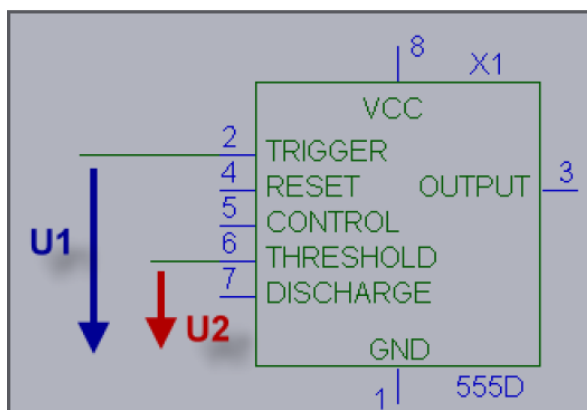 8 X1
VCC
2 TRIGGER
4 RESET OUTPUT 3
5 CONTROL
U1
6 THRESHOLD
7 DISCHARGE
U2
GND
1 555D